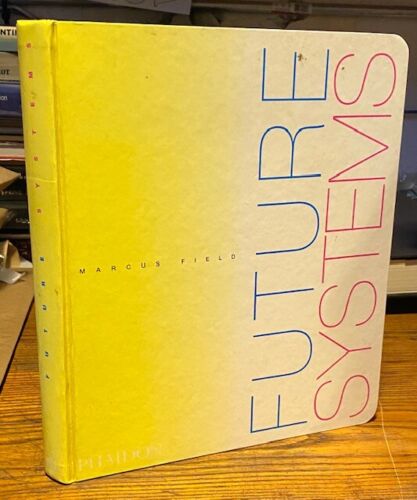 FUTURE SYSTEMS
MARCUS FIELD
FUTURE
SYSTEMS
PHAIDON